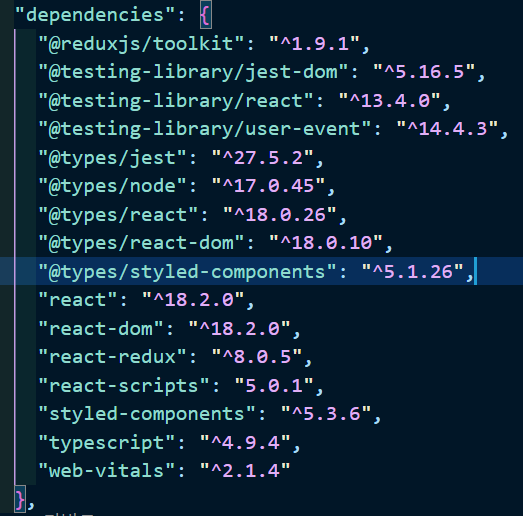 "dependencies": {
"@reduxjs/toolkit": "^1.9.1",
"@testing-library/jest-dom": "^5.16.5",
"@testing-library/react": "^13.4.0",
"@testing-library/user-event": "^14.4.3",
"@types/jest": "^27.5.2",
"@types/node": "^17.0.45",
"@types/react": "^18.0.26",
"@types/react-dom": "^18.0.10",
"@types/styled-components": "^5.1.26",
"react": "^18.2.0",
"react-dom": "^18.2.0",
"react-redux": "^8.0.5",
"react-scripts": "5.0.1",
"styled-components": "^5.3.6",
"typescript": "^4.9.4",
"web-vitals": "^2.1.4"
},